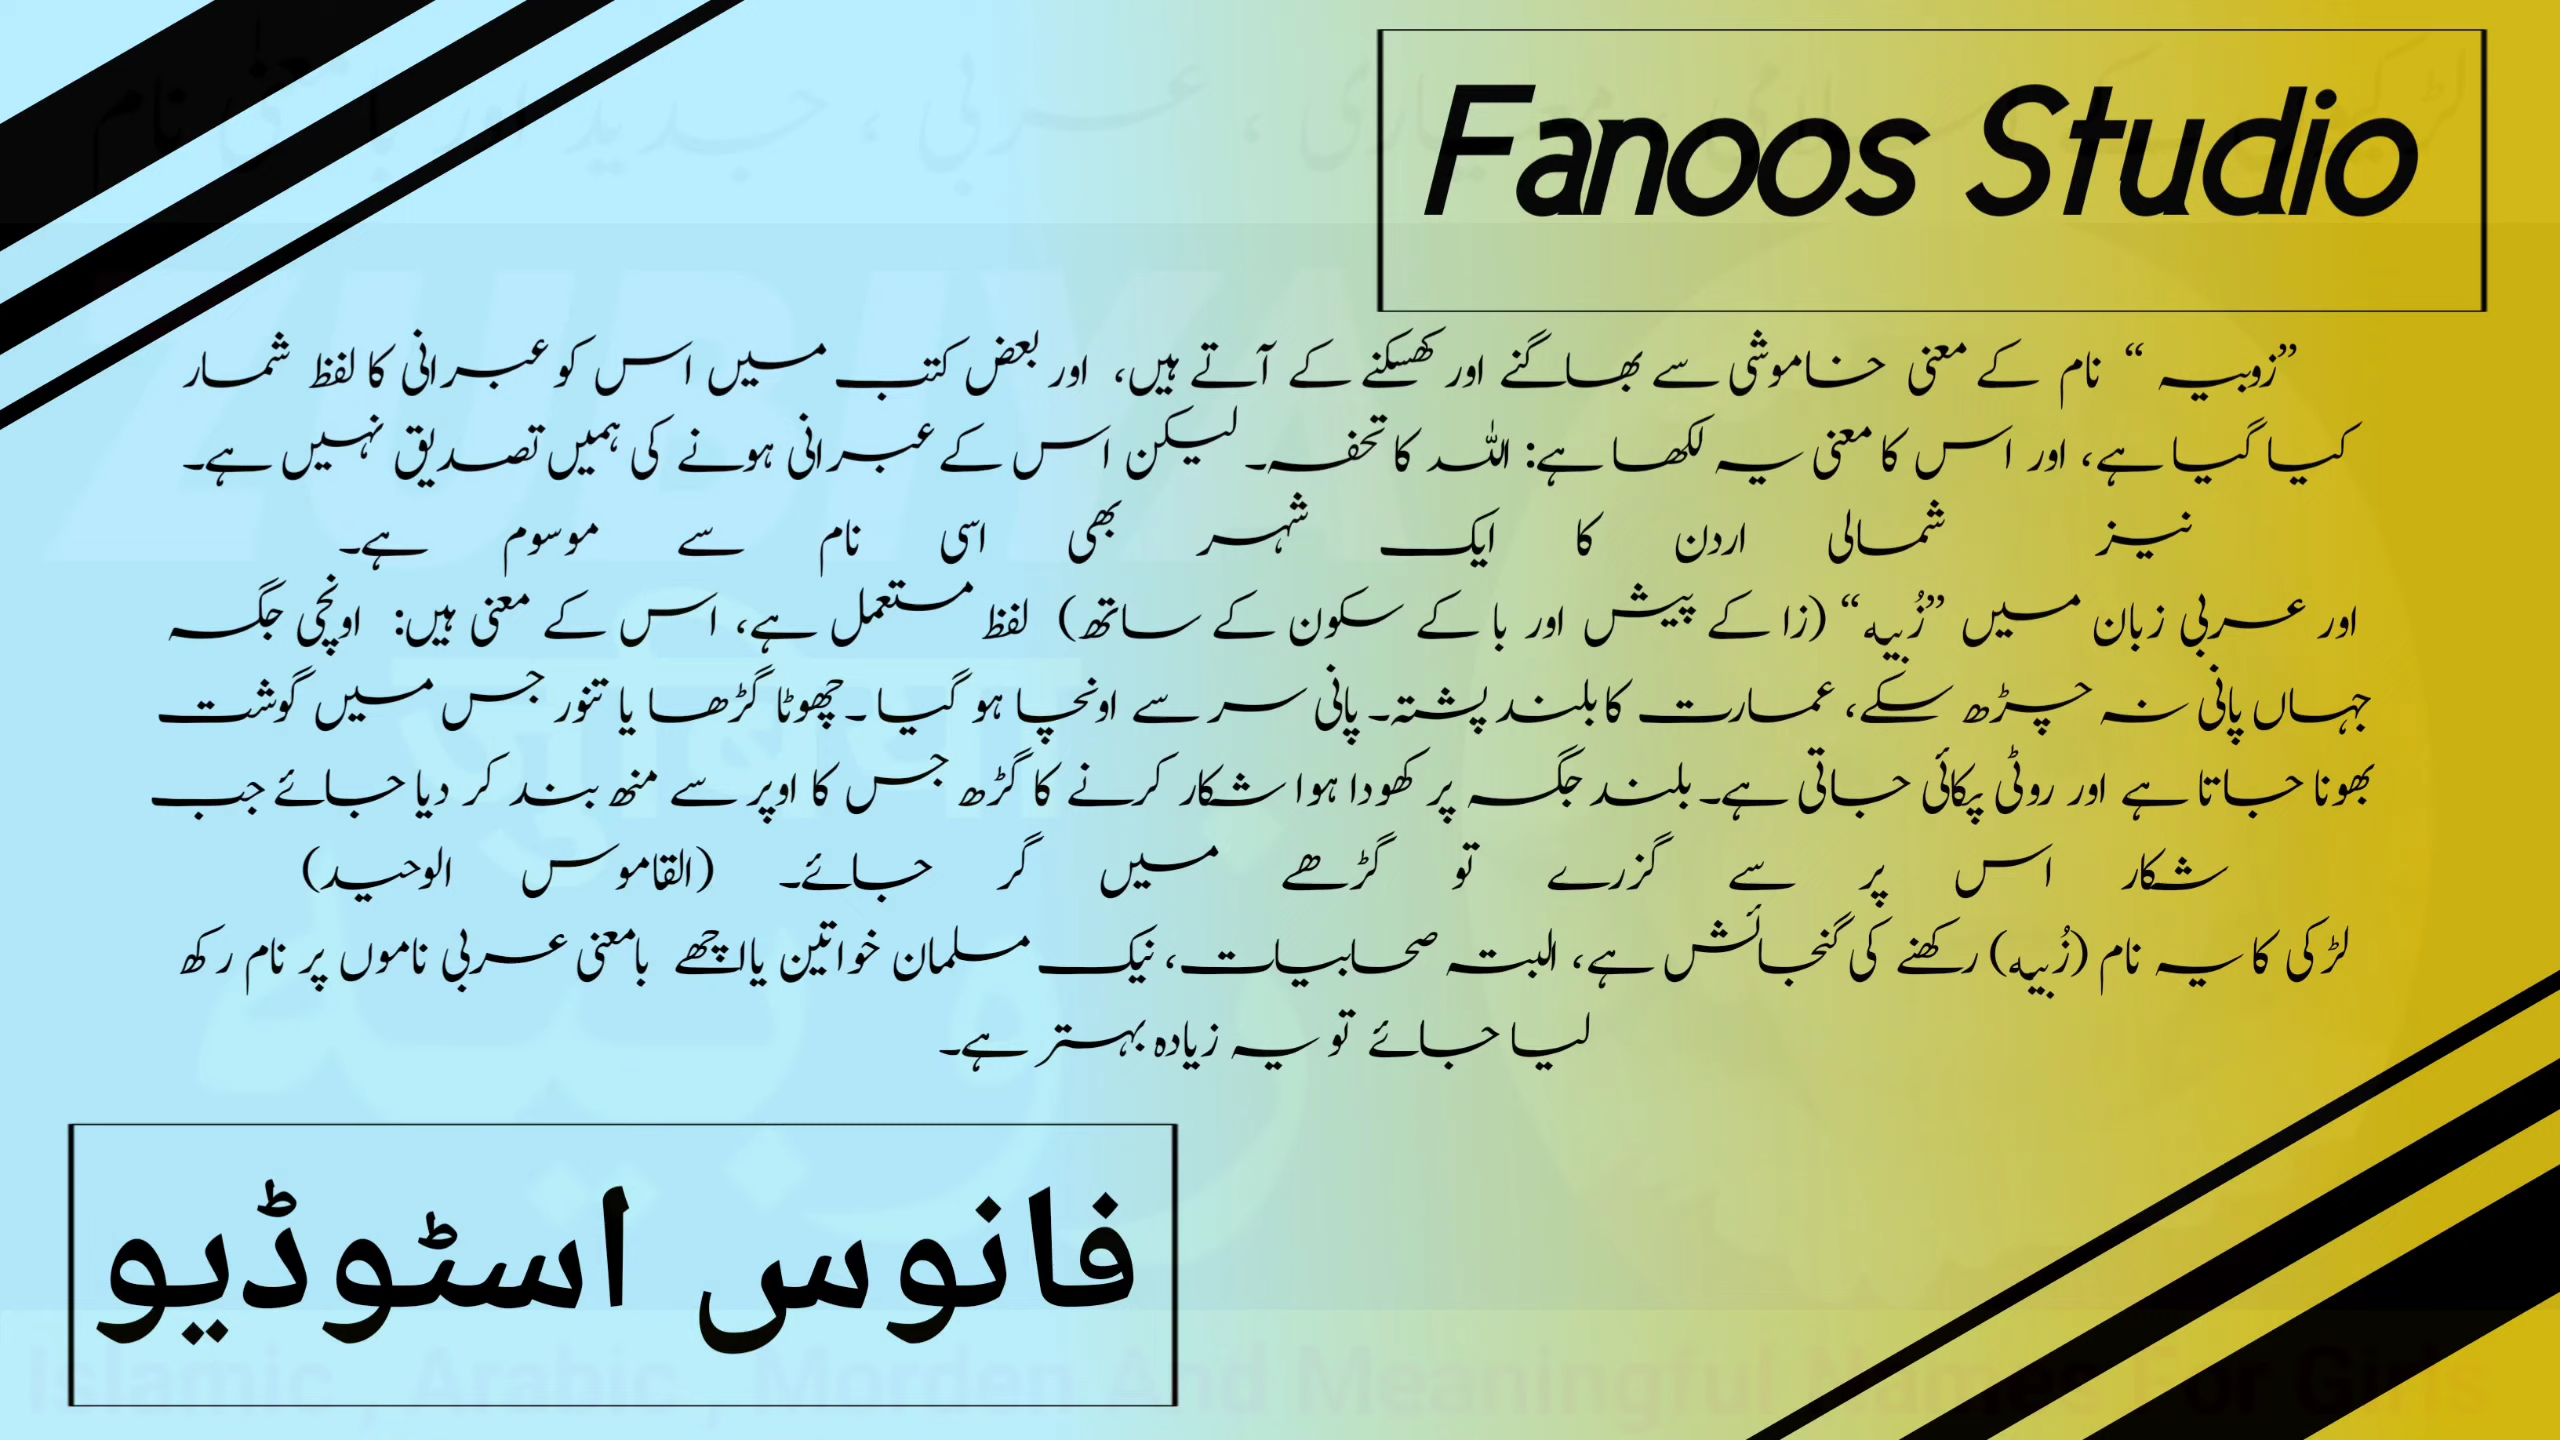 Fanoos Studio
”زوبیہ “ نام کے معنی خاموشی سے بھاگنے اور کھسکنے کے آتے ہیں، اور بعض کتب میں اس کو عبرانی کا لفظ شمار
کیا گیا ہے، اور اس کا معنی یہ لکھا ہے: اللہ کا تحفہ۔ لیکن اس کے عبرانی ہونے کی ہمیں تصدیق نہیں ہے۔
نیز شمالی اردن کا ایک شہر بھی اسی نام سے موسوم ہے۔
اور عربی زبان میں ”زُبیہ“ (زا کے پیش اور با کے سکون کے ساتھ) لفظ مستعمل ہے، اس کے معنی ہیں: اونچی جگہ
جہاں پانی نہ چڑھ سکے، عمارت کا بلند پشتہ۔ پانی سر سے اونچا ہو گیا۔ چھوٹا گڑھا یا تنور جس میں گوشت
بھونا جاتا ہے اور روٹی پکائی جاتی ہے۔ بلند جگہ پر کھودا ہوا شکار کرنے کا گڑھ جس کا اوپر سے منھ بند کر دیا جائے جب
شکار اس پر سے گزرے تو گڑھے میں گر جائے۔ (القاموس الوحید)
لڑکی کا یہ نام (زُبیہ) رکھنے کی گنجائش ہے، البتہ صحابیات، نیک مسلمان خواتین یا اچھے بامعنی عربی ناموں پر نام رکھ
لیا جائے تو یہ زیادہ بہتر ہے۔
فانوس اسٹوڈیو
Islamic, Arabic, Morden And Meaningful Names For Girls